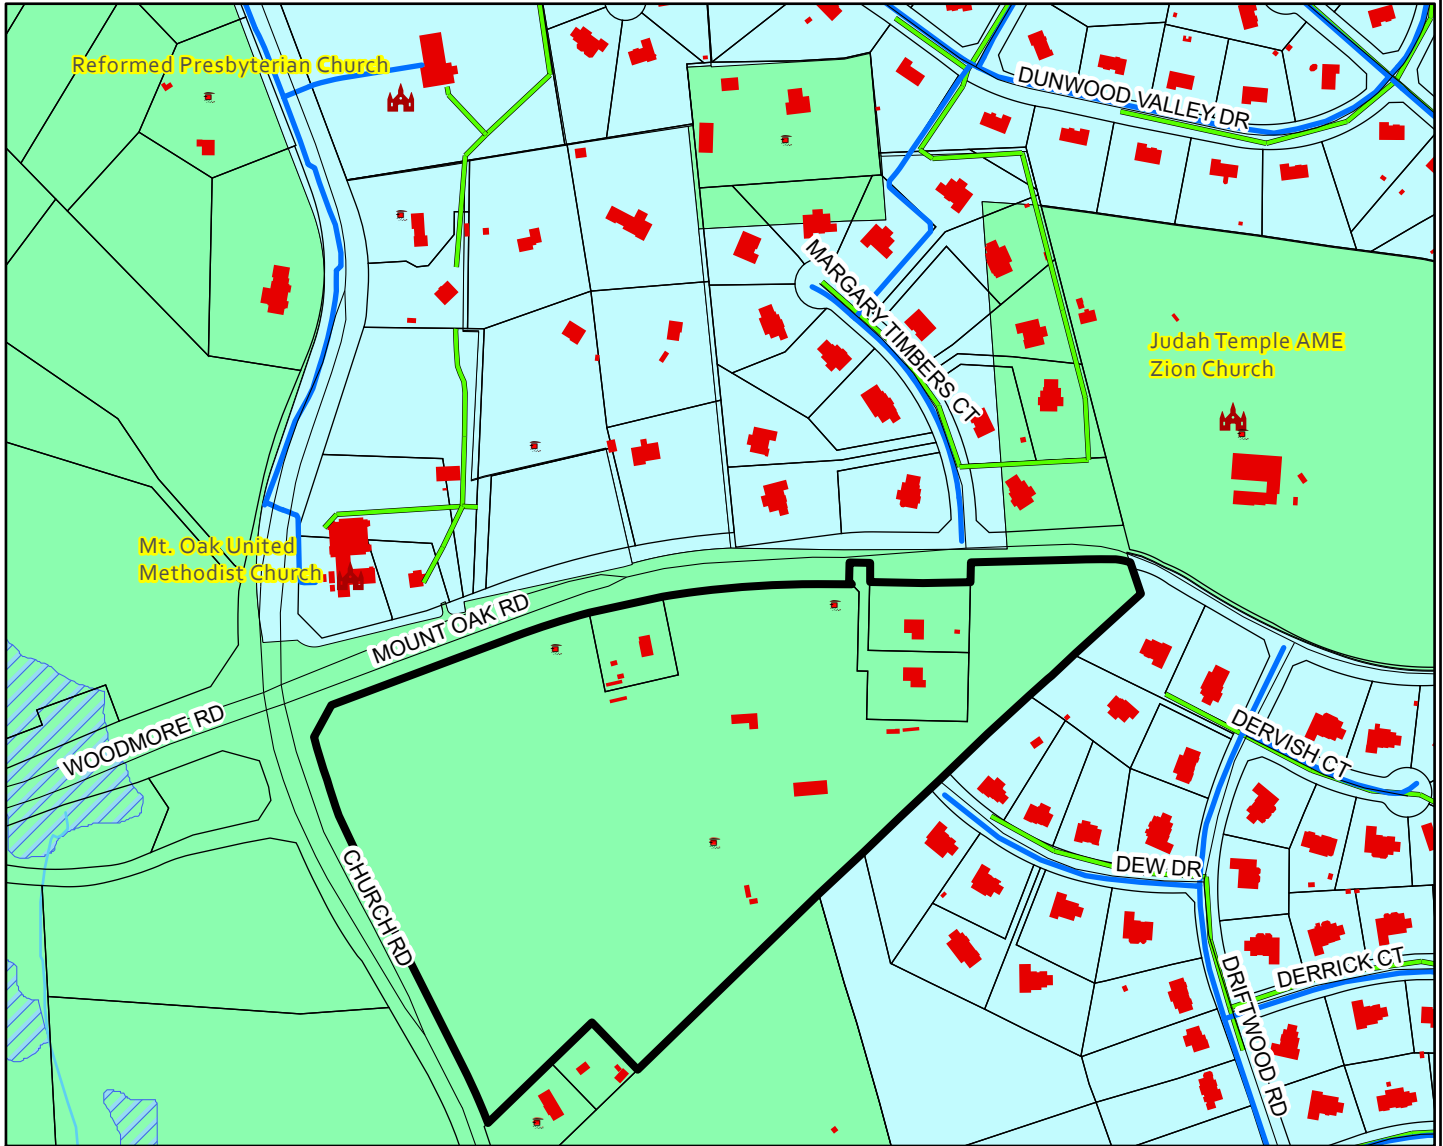 Reformed Presbyterian Church
DUNWOOD VALLEY DR
MARGARY TIMBERS CT
Judah Temple AME
Zion Church
Mt. Oak United
Methodist Church
MOUNT OAK RD
WOODMORE RD
DERVISH CT
CHURCH RD
DEW DR
DERRICK CT
DRIFTWOOD RD